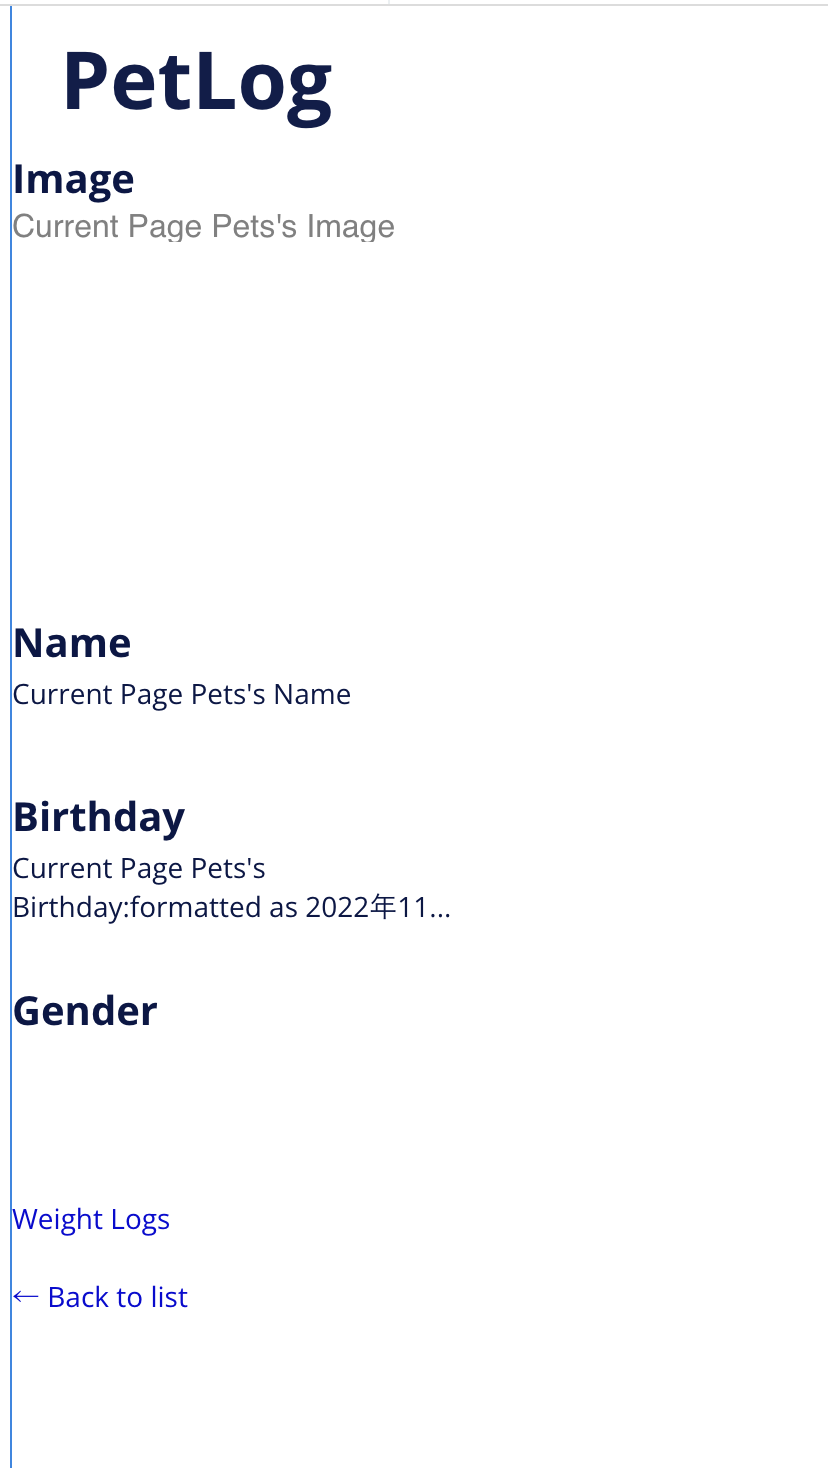 PetLog
Image
Current Page Pets's Image
Name
Current Page Pets's Name
Birthday
Current Page Pets's
Birthday:formatted as 2022年11...
Gender
Weight Logs
← Back to list